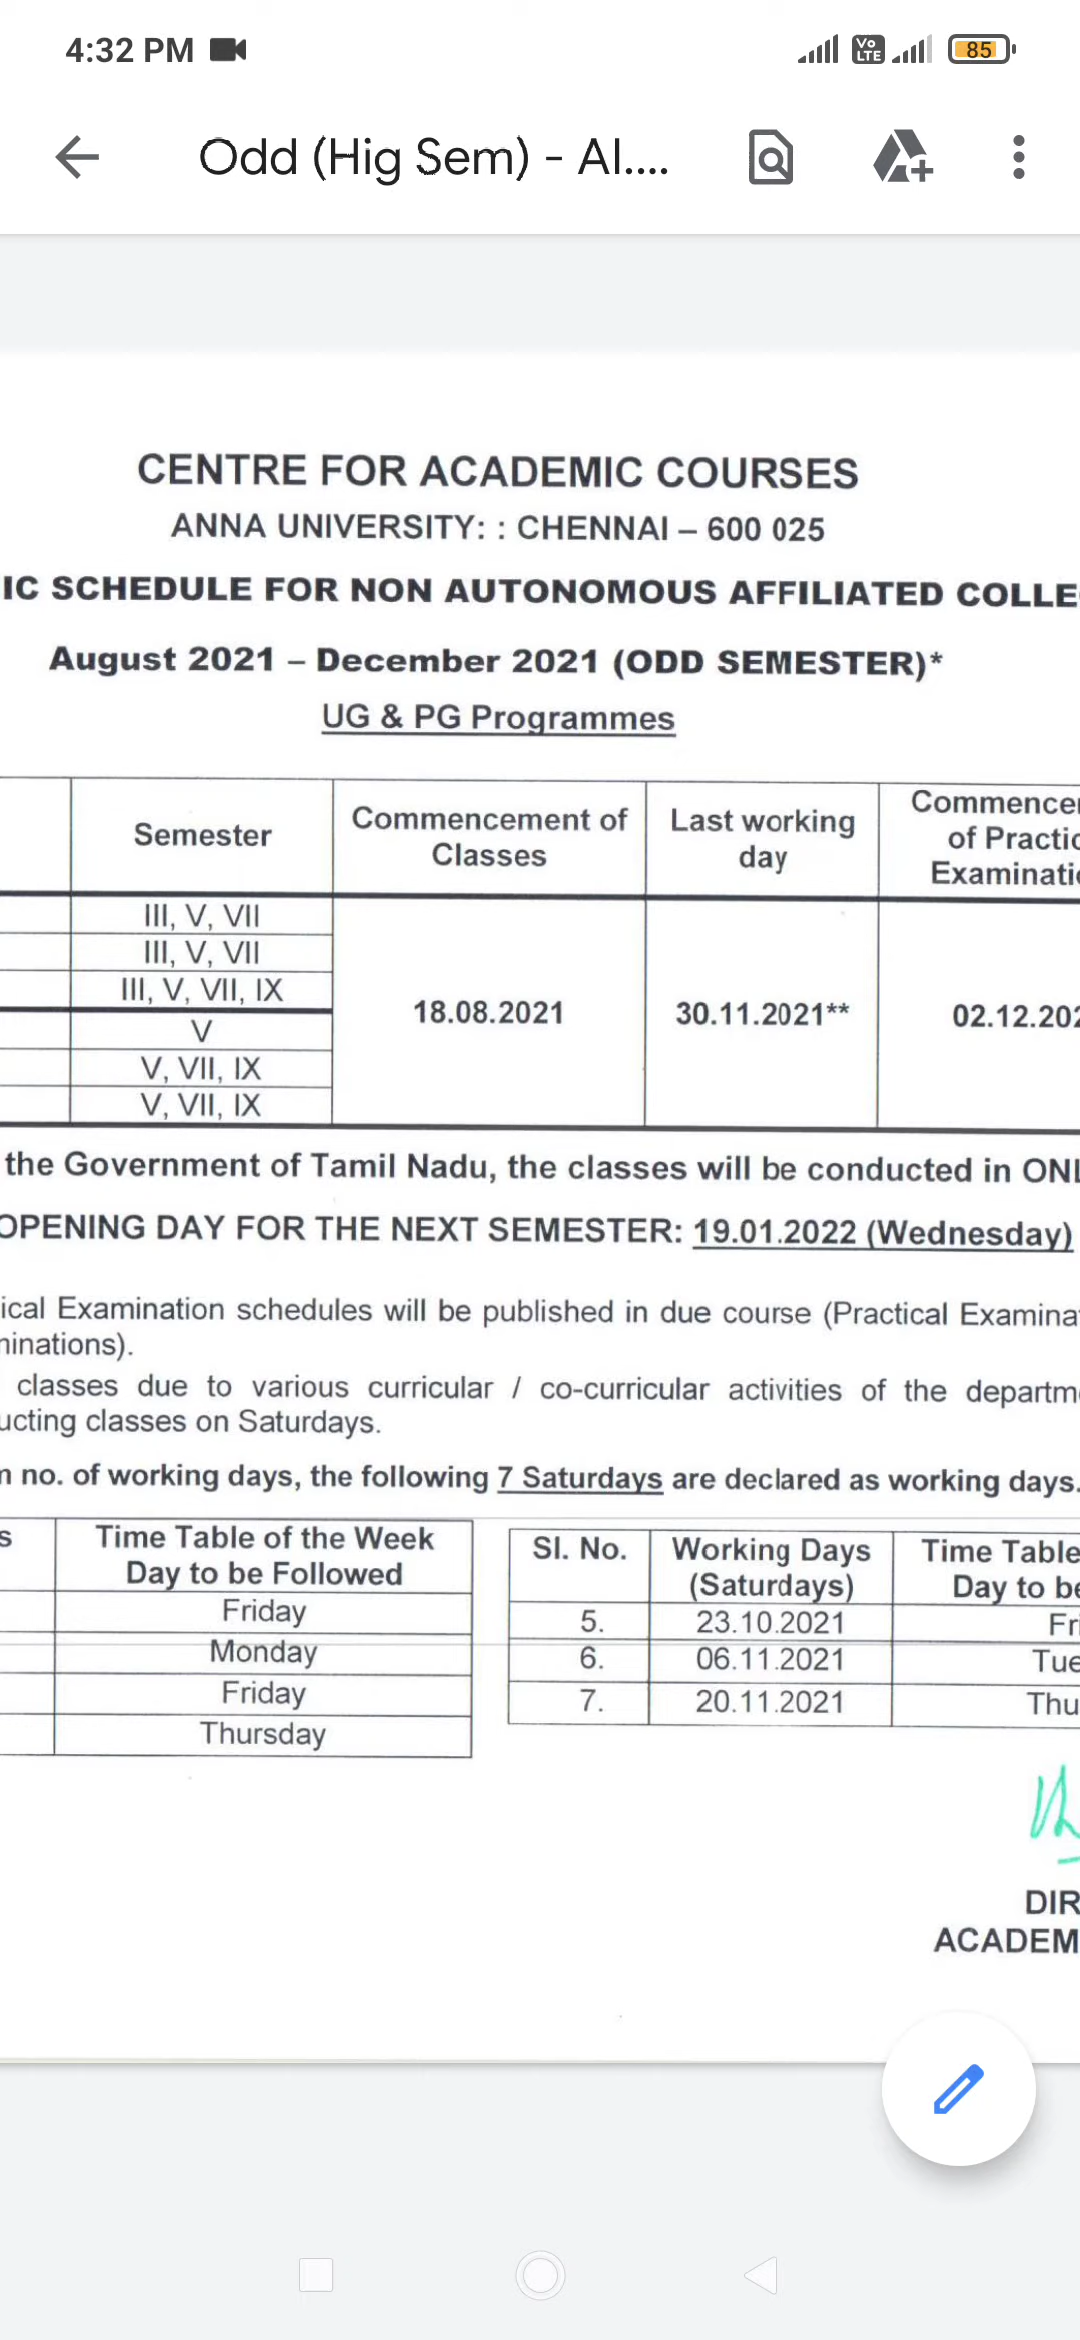 4:32 PM
Vo LTE
85
Odd (Hig Sem) - Al....
CENTRE FOR ACADEMIC COURSES
ANNA UNIVERSITY: : CHENNAI – 600 025
IC SCHEDULE FOR NON AUTONOMOUS AFFILIATED COLLE
August 2021 – December 2021 (ODD SEMESTER)*
UG & PG Programmes
Semester
Commencement of
Classes
Last working
day
Commence
of Practic
Examinati
III, V, VII
III, V, VII
III, V, VII, IX
V
V, VII, IX
V, VII, IX
18.08.2021
30.11.2021**
02.12.202
the Government of Tamil Nadu, the classes will be conducted in ONL
OPENING DAY FOR THE NEXT SEMESTER: 19.01.2022 (Wednesday)
ical Examination schedules will be published in due course (Practical Examina
inations).
classes due to various curricular / co-curricular activities of the departm
ucting classes on Saturdays.
no. of working days, the following 7 Saturdays are declared as working days.
s
Time Table of the Week
Day to be Followed
Friday
Monday
Friday
Thursday
Sl. No.
Working Days
(Saturdays)
Time Table
Day to be
5. 23.10.2021 Fri
6. 06.11.2021 Tue
7. 20.11.2021 Thu
DIR
ACADEM